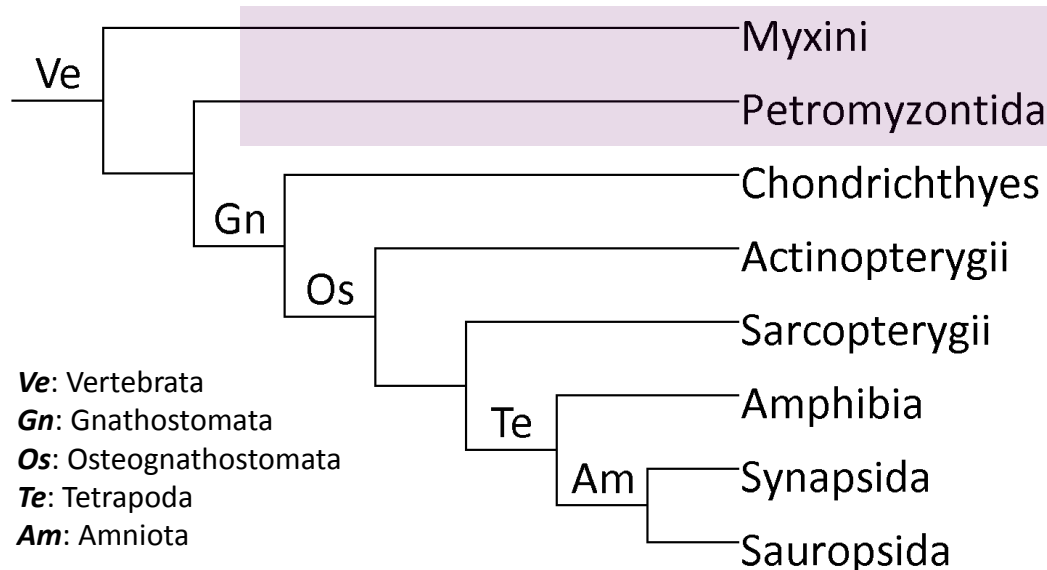 Myxini
Ve
Petromyzontida
Chondrichthyes
Gn
Actinopterygii
Os
Sarcopterygii
Amphibia
Te
Synapsida
Am
Sauropsida
Ve: Vertebrata
Gn: Gnathostomata
Os: Osteognathostomata
Te: Tetrapoda
Am: Amniota